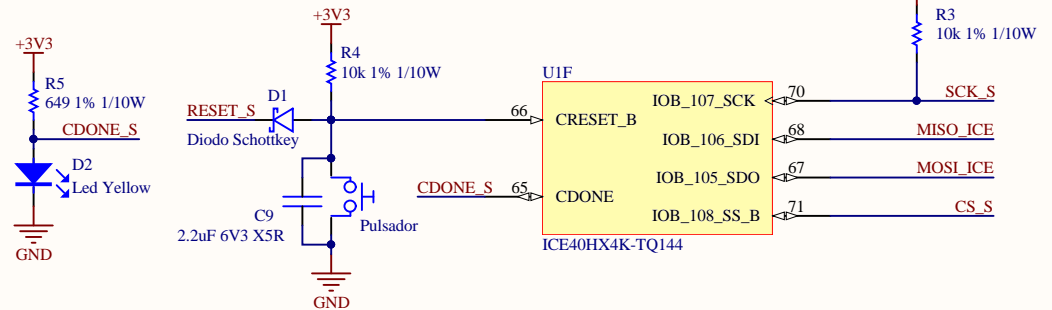 +3V3
R5
649 1% 1/10W
CDONE_S
D2
Led Yellow
GND
+3V3
R4
10k 1% 1/10W
D1
RESET_S
Diodo Schottkey
C9
2.2uF 6V3 X5R
Pulsador
GND
CDONE_S
U1F
66
CRESET_B
65
CDONE
IOB_107_SCK
70
SCK_S
IOB_106_SDI
68
MISO_ICE
IOB_105_SDO
67
MOSI_ICE
IOB_108_SS_B
71
CS_S
ICE40HX4K-TQ144
R3
10k 1% 1/10W